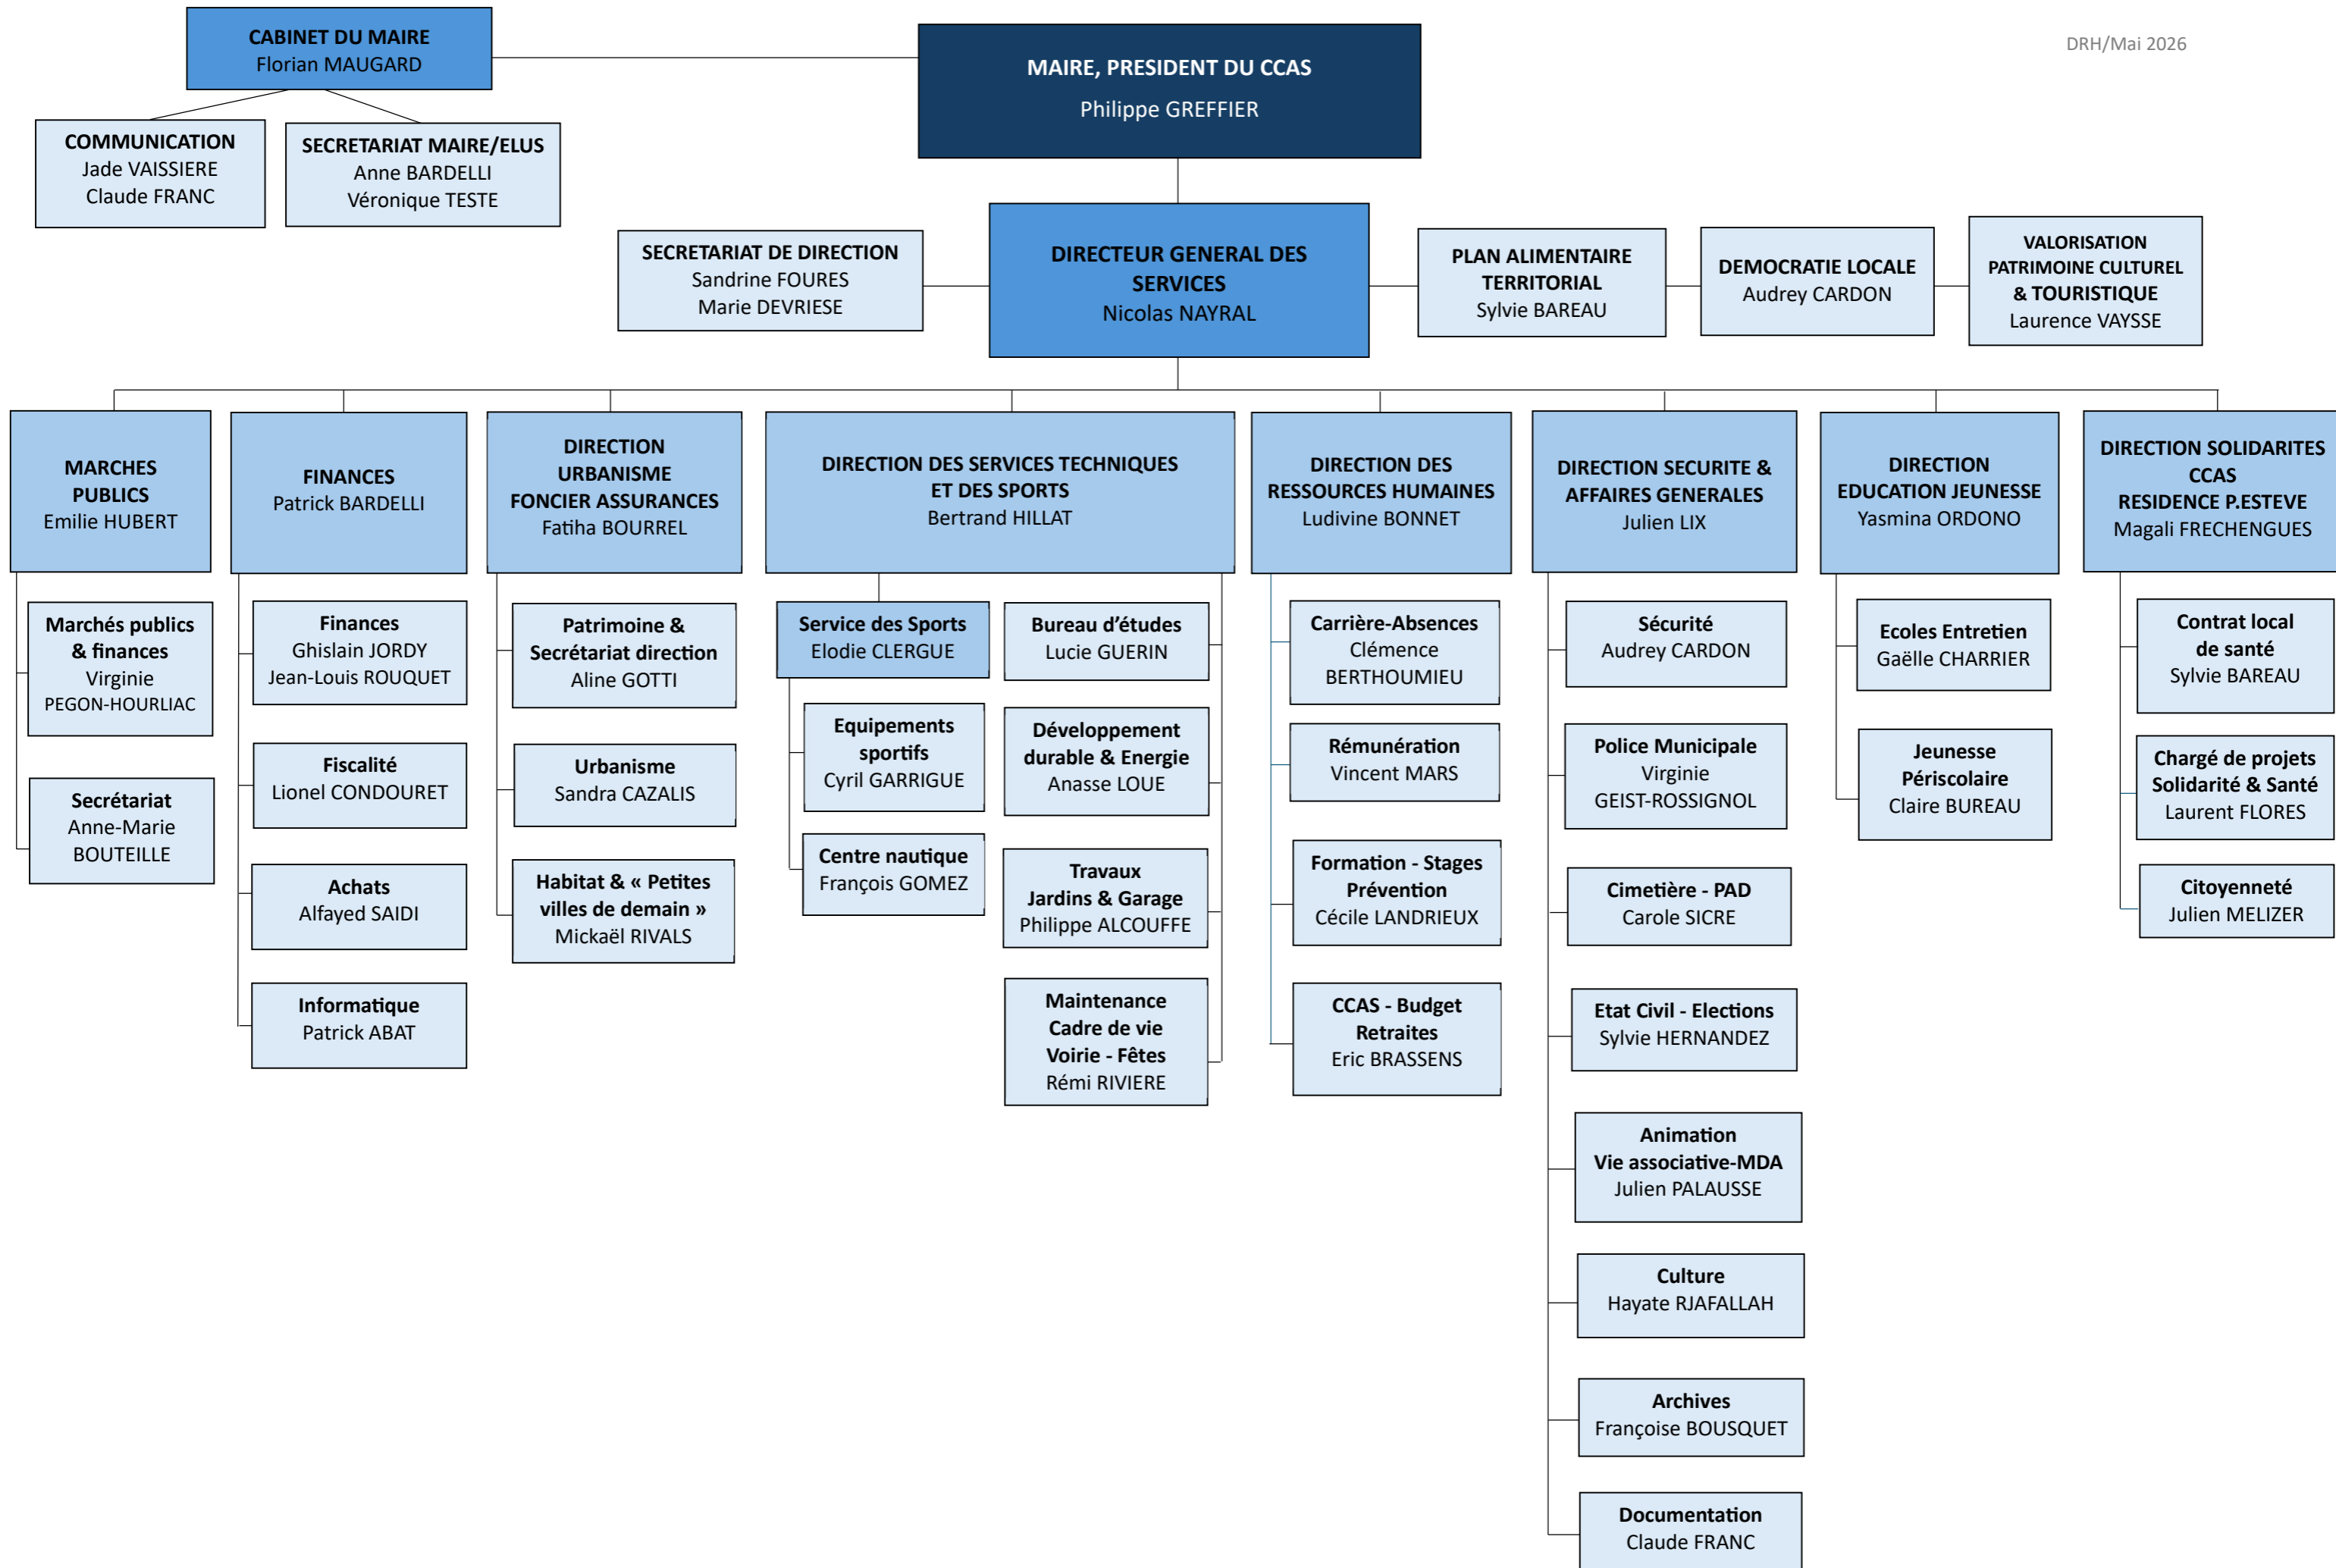 CABINET DU MAIRE
Florian MAUGARD
MAIRE, PRESIDENT DU CCAS
Philippe GREFFIER
DRH/Mai 2026
COMMUNICATION
Jade VAISSIERE
Claude FRANC
SECRETARIAT MAIRE/ELUS
Anne BARDELLI
Véronique TESTE
SECRETARIAT DE DIRECTION
Sandrine FOURES
Marie DEVRIESE
DIRECTEUR GENERAL DES
SERVICES
Nicolas NAYRAL
PLAN ALIMENTAIRE
TERRITORIAL
Sylvie BAREAU
DEMOCRATIE LOCALE
Audrey CARDON
VALORISATION
PATRIMOINE CULTUREL
& TOURISTIQUE
Laurence VAYSSE
MARCHES
PUBLICS
Emilie HUBERT
FINANCES
Patrick BARDELLI
DIRECTION
URBANISME
FONCIER ASSURANCES
Fatiha BOURREL
DIRECTION DES SERVICES TECHNIQUES
ET DES SPORTS
Bertrand HILLAT
DIRECTION DES
RESSOURCES HUMAINES
Ludivine BONNET
DIRECTION SECURITE &
AFFAIRES GENERALES
Julien LIX
DIRECTION
EDUCATION JEUNESSE
Yasmina ORDONO
DIRECTION SOLIDARITES
CCAS
RESIDENCE P.ESTEVE
Magali FRECHENGUES
Marchés publics
& finances
Virginie
PEGON-HOURLIAC
Secrétariat
Anne-Marie
BOUTEILLE
Finances
Ghislain JORDY
Jean-Louis ROUQUET
Fiscalité
Lionel CONDOURET
Achats
Alfayed SAIDI
Informatique
Patrick ABAT
Patrimoine &
Secrétariat direction
Aline GOTTI
Urbanisme
Sandra CAZALIS
Habitat & « Petites
villes de demain »
Mickaël RIVALS
Service des Sports
Elodie CLERGUE
Equipements
sportifs
Cyril GARRIGUE
Centre nautique
François GOMEZ
Bureau d’études
Lucie GUERIN
Développement
durable & Energie
Anasse LOUE
Travaux
Jardins & Garage
Philippe ALCOUFFE
Maintenance
Cadre de vie
Voirie - Fêtes
Rémi RIVIERE
Carrière-Absences
Clémence
BERTHOUMIEU
Rémunération
Vincent MARS
Formation - Stages
Prévention
Cécile LANDRIEUX
CCAS - Budget
Retraites
Eric BRASSENS
Sécurité
Audrey CARDON
Police Municipale
Virginie
GEIST-ROSSIGNOL
Cimetière - PAD
Carole SICRE
Etat Civil - Elections
Sylvie HERNANDEZ
Animation
Vie associative-MDA
Julien PALAUSSE
Culture
Hayate RJAFALLAH
Archives
Françoise BOUSQUET
Documentation
Claude FRANC
Ecoles Entretien
Gaëlle CHARRIER
Jeunesse
Périscolaire
Claire BUREAU
Contrat local
de santé
Sylvie BAREAU
Chargé de projets
Solidarité & Santé
Laurent FLORES
Citoyenneté
Julien MELIZER